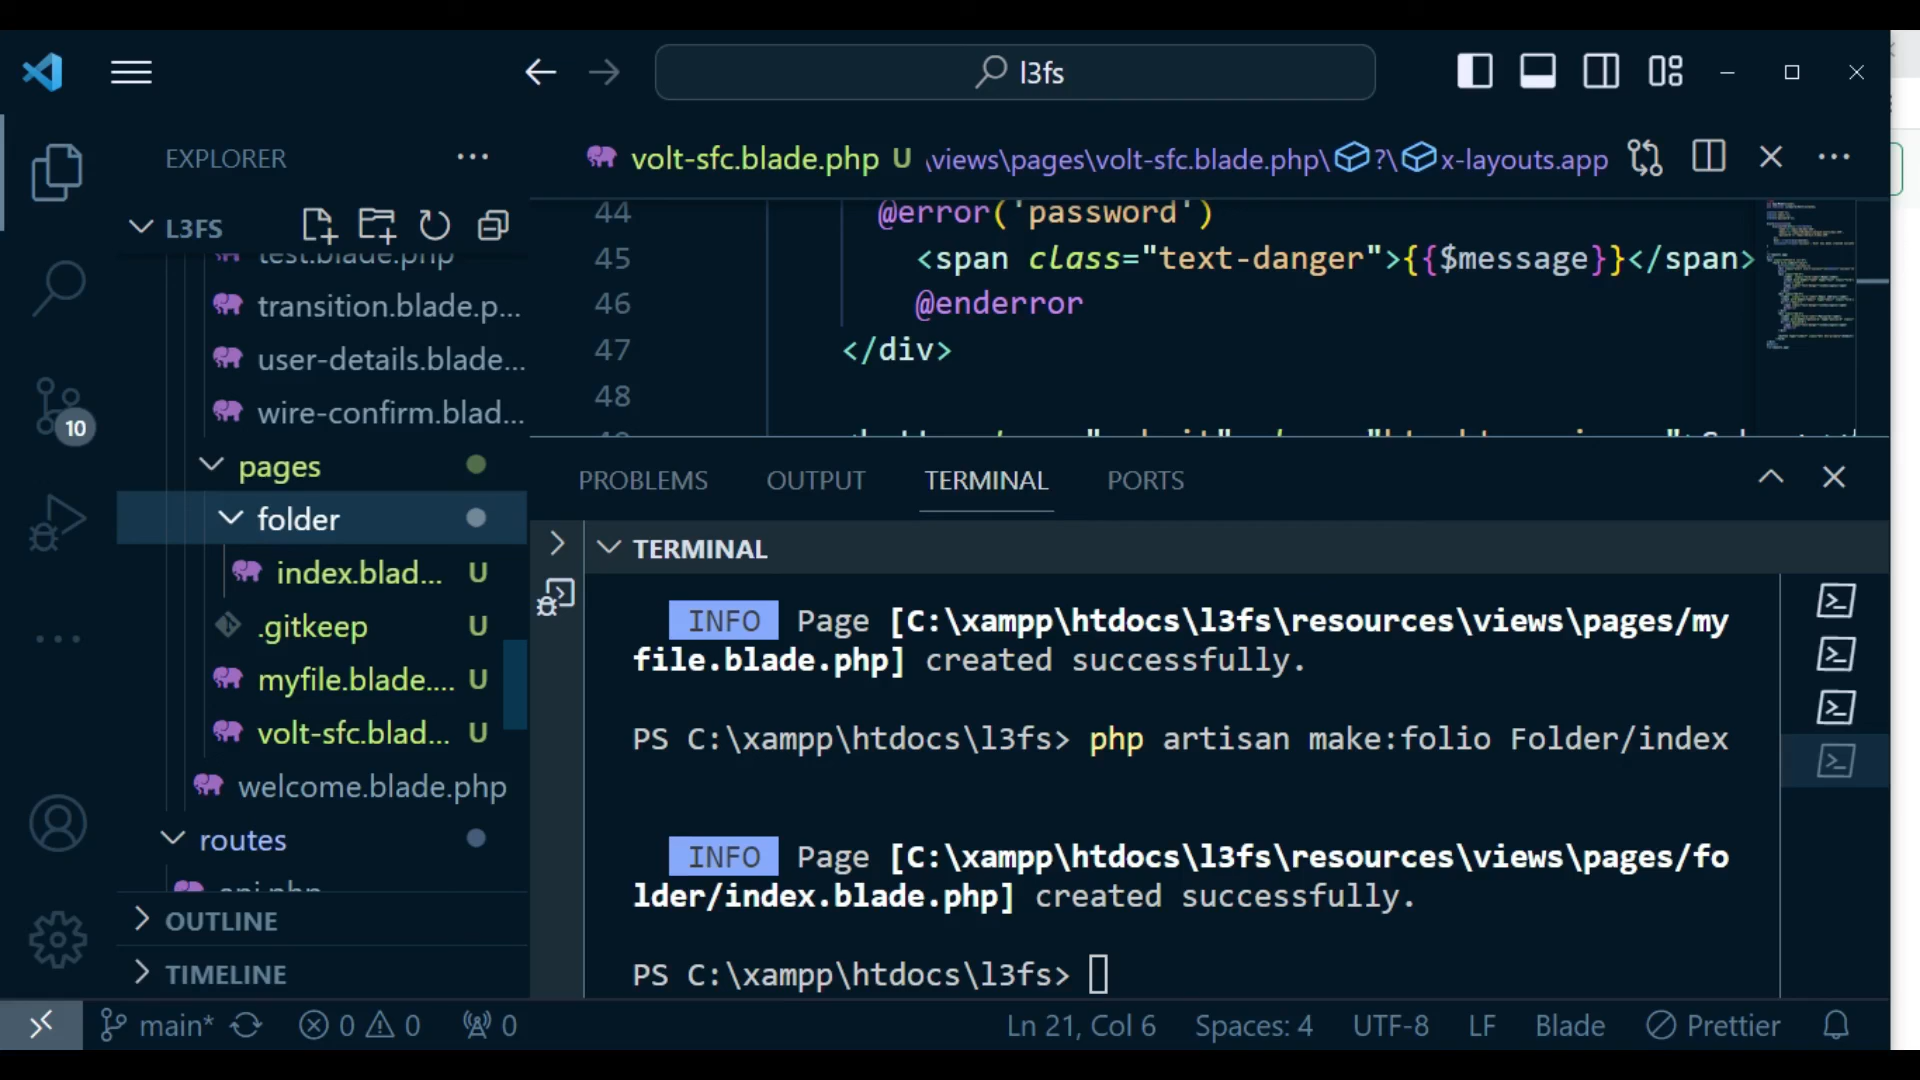 l3fs
EXPLORER
volt-sfc.blade.php U \views\pages\volt-sfc.blade.php\ ?\ x-layouts.app
L3FS
test.blade.php
transition.blade.p...
user-details.blade...
wire-confirm.blad...
10
pages
folder
index.blad... U
.gitkeep U
myfile.blade.... U
volt-sfc.blad... U
welcome.blade.php
routes
api.php
OUTLINE
TIMELINE
44 @error('password')
45 <span class="text-danger">{{$message}}</span>
46 @enderror
47 </div>
48
PROBLEMS OUTPUT TERMINAL PORTS
TERMINAL
INFO Page [C:\xampp\htdocs\l3fs\resources\views\pages/my
file.blade.php] created successfully.
PS C:\xampp\htdocs\l3fs> php artisan make:folio Folder/index
INFO Page [C:\xampp\htdocs\l3fs\resources\views\pages/fo
lder/index.blade.php] created successfully.
PS C:\xampp\htdocs\l3fs>
main* 0 0 0 Ln 21, Col 6 Spaces: 4 UTF-8 LF Blade Prettier